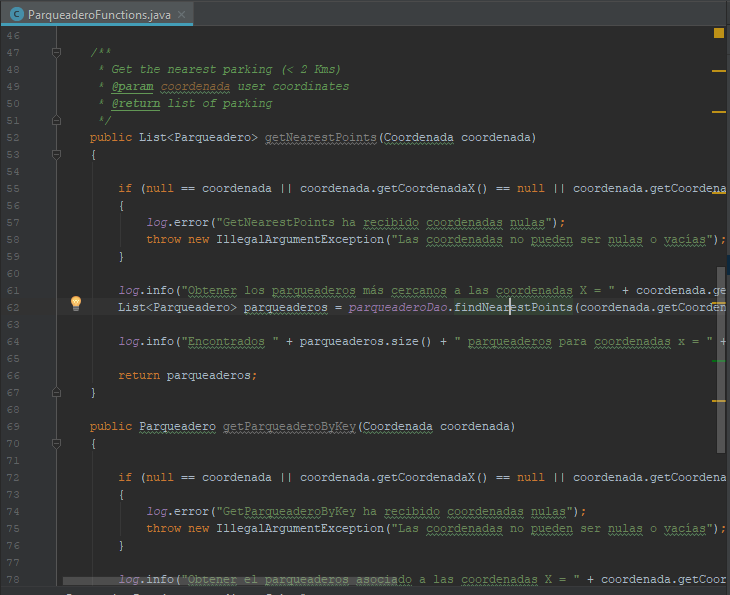 ParqueaderoFunctions.java
46
47 /**
48 * Get the nearest parking (< 2 Kms)
49 * @param coordenada user coordinates
50 * @return list of parking
51 */
52 public List<Parqueadero> getNearestPoints(Coordenada coordenada)
53 {
54
55 if (null == coordenada || coordenada.getCoordenadaX() == null || coordenada.getCoordena
56 {
57 log.error("GetNearestPoints ha recibido coordenadas nulas");
58 throw new IllegalArgumentException("Las coordenadas no pueden ser nulas o vacías");
59 }
60
61 log.info("Obtener los parqueaderos más cercanos a las coordenadas X = " + coordenada.ge
62 List<Parqueadero> parqueaderos = parqueaderoDao.findNearestPoints(coordenada.getCoorden
63
64 log.info("Encontrados " + parqueaderos.size() + " parqueaderos para coordenadas x = " +
65
66 return parqueaderos;
67 }
68
69 public Parqueadero getParqueaderoByKey(Coordenada coordenada)
70 {
71
72 if (null == coordenada || coordenada.getCoordenadaX() == null || coordenada.getCoordena
73 {
74 log.error("GetParqueaderoByKey ha recibido coordenadas nulas");
75 throw new IllegalArgumentException("Las coordenadas no pueden ser nulas o vacías");
76 }
77
78 log.info("Obtener el parqueaderos asociado a las coordenadas X = " + coordenada.getCoor